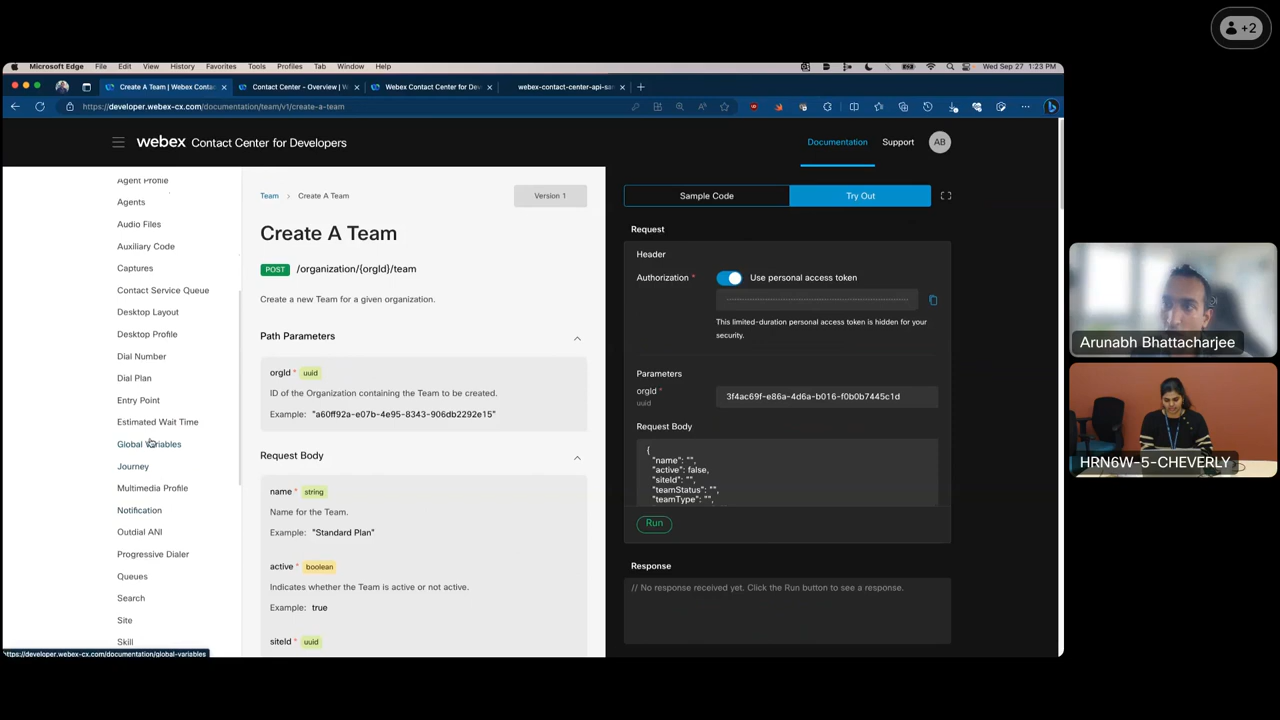 +2
Microsoft Edge File Edit View History Favorites Tools Profiles Tab Window Help Wed Sep 27 1:23 PM
Create A Team | Webex Contac Contact Center - Overview | W Webex Contact Center for Dev webex-contact-center-api-sam
https://developer.webex-cx.com/documentation/team/v1/create-a-team
webex Contact Center for Developers Documentation Support AB
Agent Profile
Agents
Audio Files
Auxiliary Code
Captures
Contact Service Queue
Desktop Layout
Desktop Profile
Dial Number
Dial Plan
Entry Point
Estimated Wait Time
Global Variables
Journey
Multimedia Profile
Notification
Outdial ANI
Progressive Dialer
Queues
Search
Site
Skill
https://developer.webex-cx.com/documentation/global-variables
Team > Create A Team Version 1
Create A Team
POST /organization/{orgId}/team
Create a new Team for a given organization.
Path Parameters
orgId * uuid
ID of the Organization containing the Team to be created.
Example: "a60ff92a-e07b-4e95-8343-906db2292e15"
Request Body
name * string
Name for the Team.
Example: "Standard Plan"
active * boolean
Indicates whether the Team is active or not active.
Example: true
siteId * uuid
Sample Code Try Out
Request
Header
Authorization * Use personal access token
This limited-duration personal access token is hidden for your
security.
Parameters
orgId *
uuid
3f4ac69f-e86a-4d6a-b016-f0b0b7445c1d
Request Body
{
"name": "",
"active": false,
"siteId": "",
"teamStatus": "",
"teamType": "",
Run
Response
// No response received yet. Click the Run button to see a response.
Arunabh Bhattacharjee
HRN6W-5-CHEVERLY